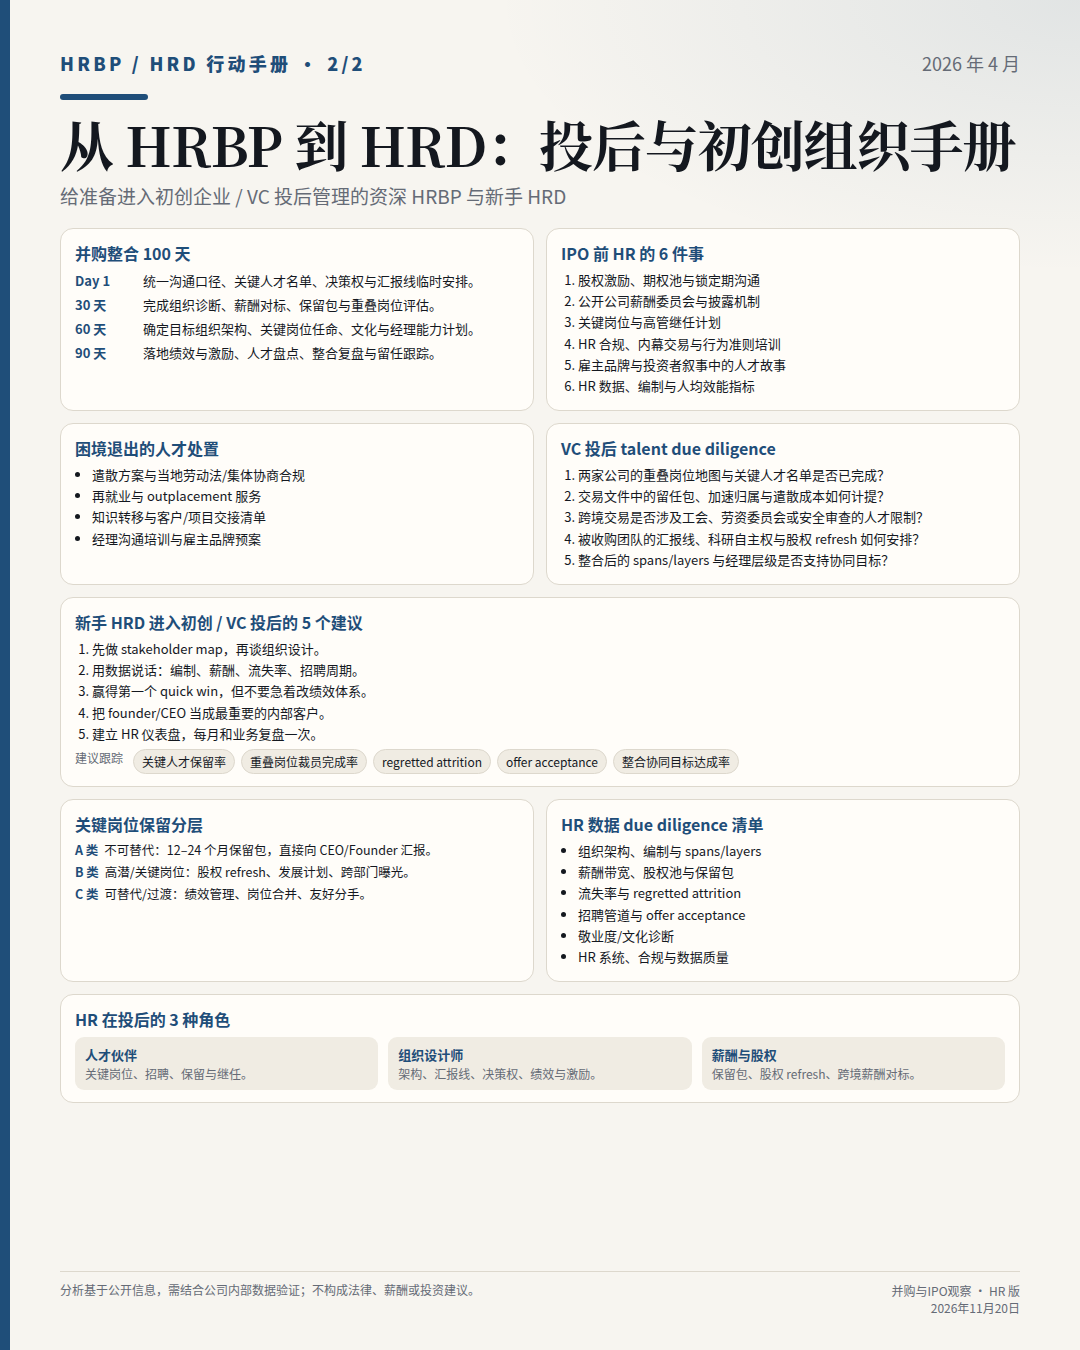 HRBP / HRD 行动手册 • 2/2
2026 年 4 月
从 HRBP 到 HRD：投后与初创组织手册
给准备进入初创企业 / VC 投后管理的资深 HRBP 与新手 HRD
并购整合 100 天
Day 1 统一沟通口径、关键人才名单、决策权与汇报线临时安排。
30 天 完成组织诊断、薪酬对标、保留包与重叠岗位评估。
60 天 确定目标组织架构、关键岗位任命、文化与经理能力计划。
90 天 落地绩效与激励、人才盘点、整合复盘与留任跟踪。
IPO 前 HR 的 6 件事
1. 股权激励、期权池与锁定期沟通
2. 公开公司薪酬委员会与披露机制
3. 关键岗位与高管继任计划
4. HR 合规、内幕交易与行为准则培训
5. 雇主品牌与投资者叙事中的人才故事
6. HR 数据、编制与人均效能指标
困境退出的人才处置
• 遣散方案与当地劳动法/集体协商合规
• 再就业与 outplacement 服务
• 知识转移与客户/项目交接清单
• 经理沟通培训与雇主品牌预案
VC 投后 talent due diligence
1. 两家公司的重叠岗位地图与关键人才名单是否已完成？
2. 交易文件中的留任包、加速归属与遣散成本如何计提？
3. 跨境交易是否涉及工会、劳资委员会或安全审查的人才限制？
4. 被收购团队的汇报线、科研自主权与股权 refresh 如何安排？
5. 整合后的 spans/layers 与经理层级是否支持协同目标？
新手 HRD 进入初创 / VC 投后的 5 个建议
1. 先做 stakeholder map，再谈组织设计。
2. 用数据说话：编制、薪酬、流失率、招聘周期。
3. 赢得第一个 quick win，但不要急着改绩效体系。
4. 把 founder/CEO 当成最重要的内部客户。
5. 建立 HR 仪表盘，每月和业务复盘一次。
建议跟踪 关键人才保留率 重叠岗位裁员完成率 regretted attrition offer acceptance 整合协同目标达成率
关键岗位保留分层
A 类 不可替代：12–24 个月保留包，直接向 CEO/Founder 汇报。
B 类 高潜/关键岗位：股权 refresh、发展计划、跨部门曝光。
C 类 可替代/过渡：绩效管理、岗位合并、友好分手。
HR 数据 due diligence 清单
• 组织架构、编制与 spans/layers
• 薪酬带宽、股权池与保留包
• 流失率与 regretted attrition
• 招聘管道与 offer acceptance
• 敬业度/文化诊断
• HR 系统、合规与数据质量
HR 在投后的 3 种角色
人才伙伴
关键岗位、招聘、保留与继任。
组织设计师
架构、汇报线、决策权、绩效与激励。
薪酬与股权
保留包、股权 refresh、跨境薪酬对标。
分析基于公开信息，需结合公司内部数据验证；不构成法律、薪酬或投资建议。
并购与IPO观察 • HR 版
2026年11月20日